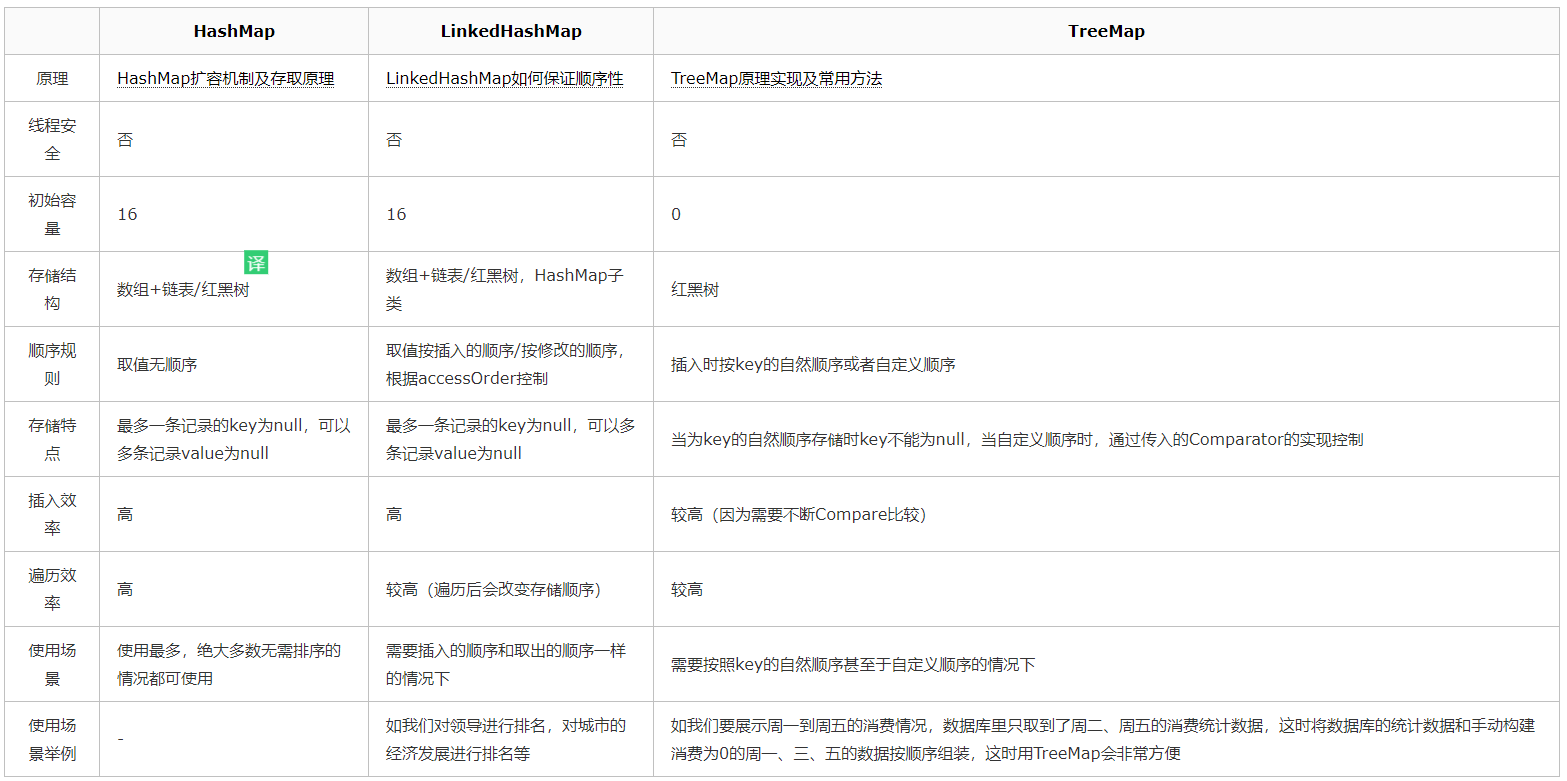 HashMap LinkedHashMap TreeMap
原理 HashMap扩容机制及存取原理 LinkedHashMap如何保证顺序性 TreeMap原理实现及常用方法
线程安
全
否 否 否
初始容
量
16 16 0
译
存储结
构
数组+链表/红黑树
数组+链表/红黑树，HashMap子
类
红黑树
顺序规
则
取值无顺序
取值按插入的顺序/按修改的顺序，
根据accessOrder控制
插入时按key的自然顺序或者自定义顺序
存储特
点
最多一条记录的key为null，可以
多条记录value为null
最多一条记录的key为null，可以多
条记录value为null
当为key的自然顺序存储时key不能为null，当自定义顺序时，通过传入的Comparator的实现控制
插入效
率
高 高 较高（因为需要不断Compare比较）
遍历效
率
高 较高（遍历后会改变存储顺序） 较高
使用场
景
使用最多，绝大多数无需排序的
情况都可使用
需要插入的顺序和取出的顺序一样
的情况下
需要按照key的自然顺序甚至于自定义顺序的情况下
使用场
景举例
-
如我们对领导进行排名，对城市的
经济发展进行排名等
如我们要展示周一到周五的消费情况，数据库里只取到了周二、周五的消费统计数据，这时将数据库的统计数据和手动构建
消费为0的周一、三、五的数据按顺序组装，这时用TreeMap会非常方便